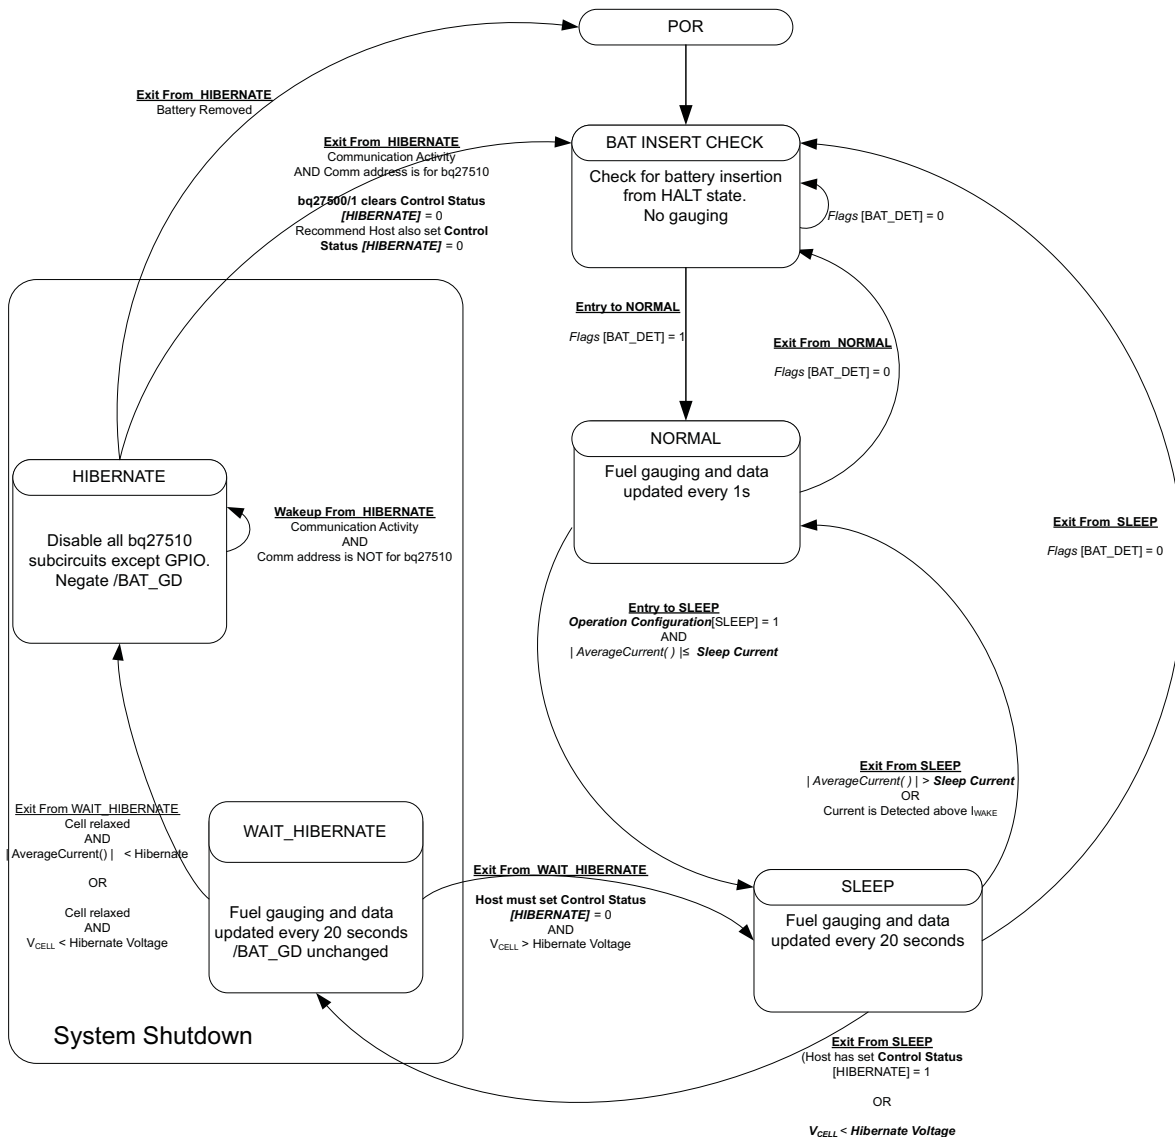 POR
Exit From HIBERNATE
Battery Removed
Exit From HIBERNATE
Communication Activity
AND Comm address is for bq27510
bq27500/1 clears Control Status
[HIBERNATE] = 0
Recommend Host also set Control
Status [HIBERNATE] = 0
BAT INSERT CHECK
Check for battery insertion
from HALT state.
No gauging
Flags [BAT_DET] = 0
Entry to NORMAL
Flags [BAT_DET] = 1
Exit From NORMAL
Flags [BAT_DET] = 0
NORMAL
Fuel gauging and data
updated every 1s
HIBERNATE
Disable all bq27510
subcircuits except GPIO.
Negate /BAT_GD
Wakeup From HIBERNATE
Communication Activity
AND
Comm address is NOT for bq27510
Exit From SLEEP
Flags [BAT_DET] = 0
Entry to SLEEP
Operation Configuration[SLEEP] = 1
AND
| AverageCurrent( ) |≤ Sleep Current
Exit From SLEEP
| AverageCurrent( ) | > Sleep Current
OR
Current is Detected above IWAKE
Exit From WAIT_HIBERNATE
Cell relaxed
AND
| AverageCurrent() | < Hibernate
OR
Cell relaxed
AND
VCELL < Hibernate Voltage
WAIT_HIBERNATE
Fuel gauging and data
updated every 20 seconds
/BAT_GD unchanged
Exit From WAIT_HIBERNATE
Host must set Control Status
[HIBERNATE] = 0
AND
VCELL > Hibernate Voltage
SLEEP
Fuel gauging and data
updated every 20 seconds
System Shutdown
Exit From SLEEP
(Host has set Control Status
[HIBERNATE] = 1
OR
VCELL < Hibernate Voltage